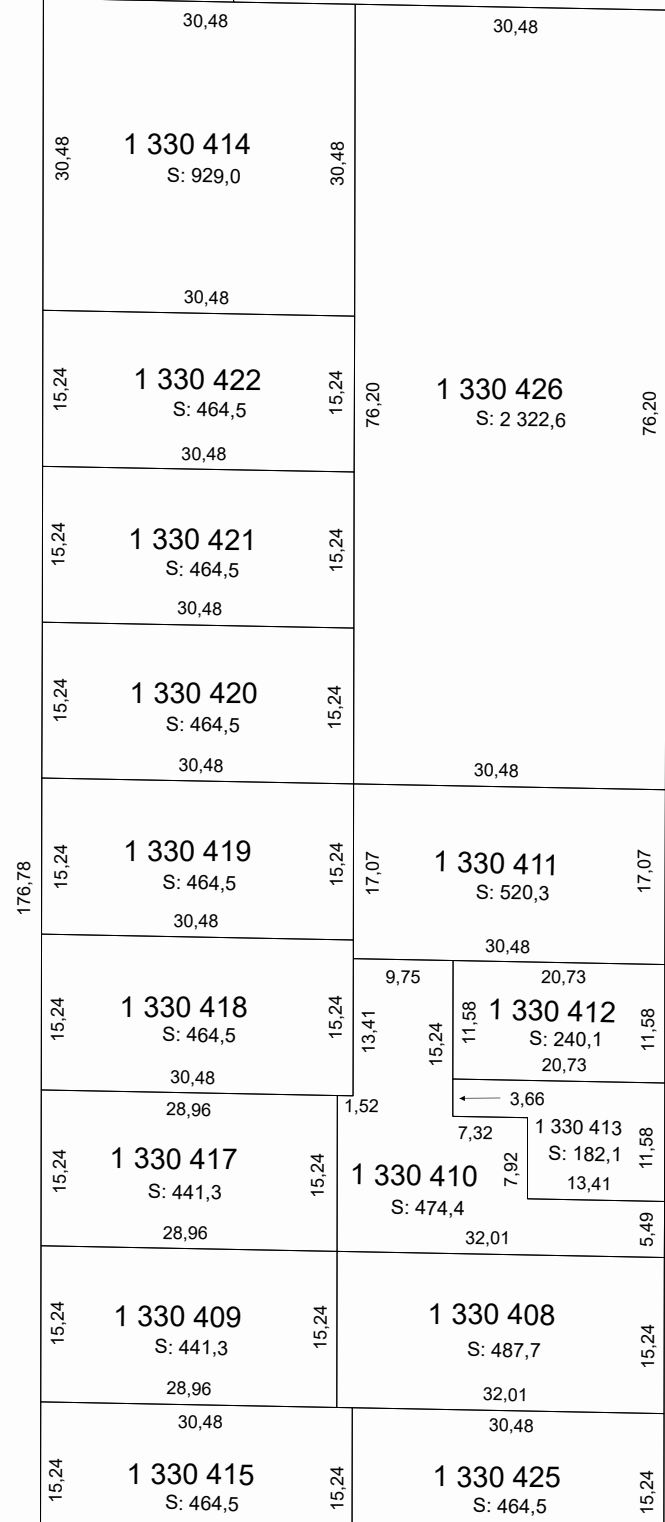 30,48
30,48
30,48
1 330 414
S: 929,0
30,48
30,48
15,24
1 330 422
S: 464,5
15,24
30,48
76,20
1 330 426
S: 2 322,6
76,20
15,24
1 330 421
S: 464,5
15,24
30,48
15,24
1 330 420
S: 464,5
15,24
30,48
30,48
176,78
15,24
1 330 419
S: 464,5
15,24
30,48
17,07
1 330 411
S: 520,3
17,07
30,48
15,24
1 330 418
S: 464,5
15,24
30,48
9,75
13,41
15,24
20,73
11,58
1 330 412
S: 240,1
11,58
20,73
3,66
7,32
1 330 413
S: 182,1
11,58
13,41
28,96
15,24
1 330 417
S: 441,3
15,24
28,96
1,52
1 330 410
S: 474,4
7,92
5,49
32,01
15,24
1 330 409
S: 441,3
15,24
28,96
1 330 408
S: 487,7
15,24
32,01
30,48
15,24
1 330 415
S: 464,5
15,24
30,48
1 330 425
S: 464,5
15,24